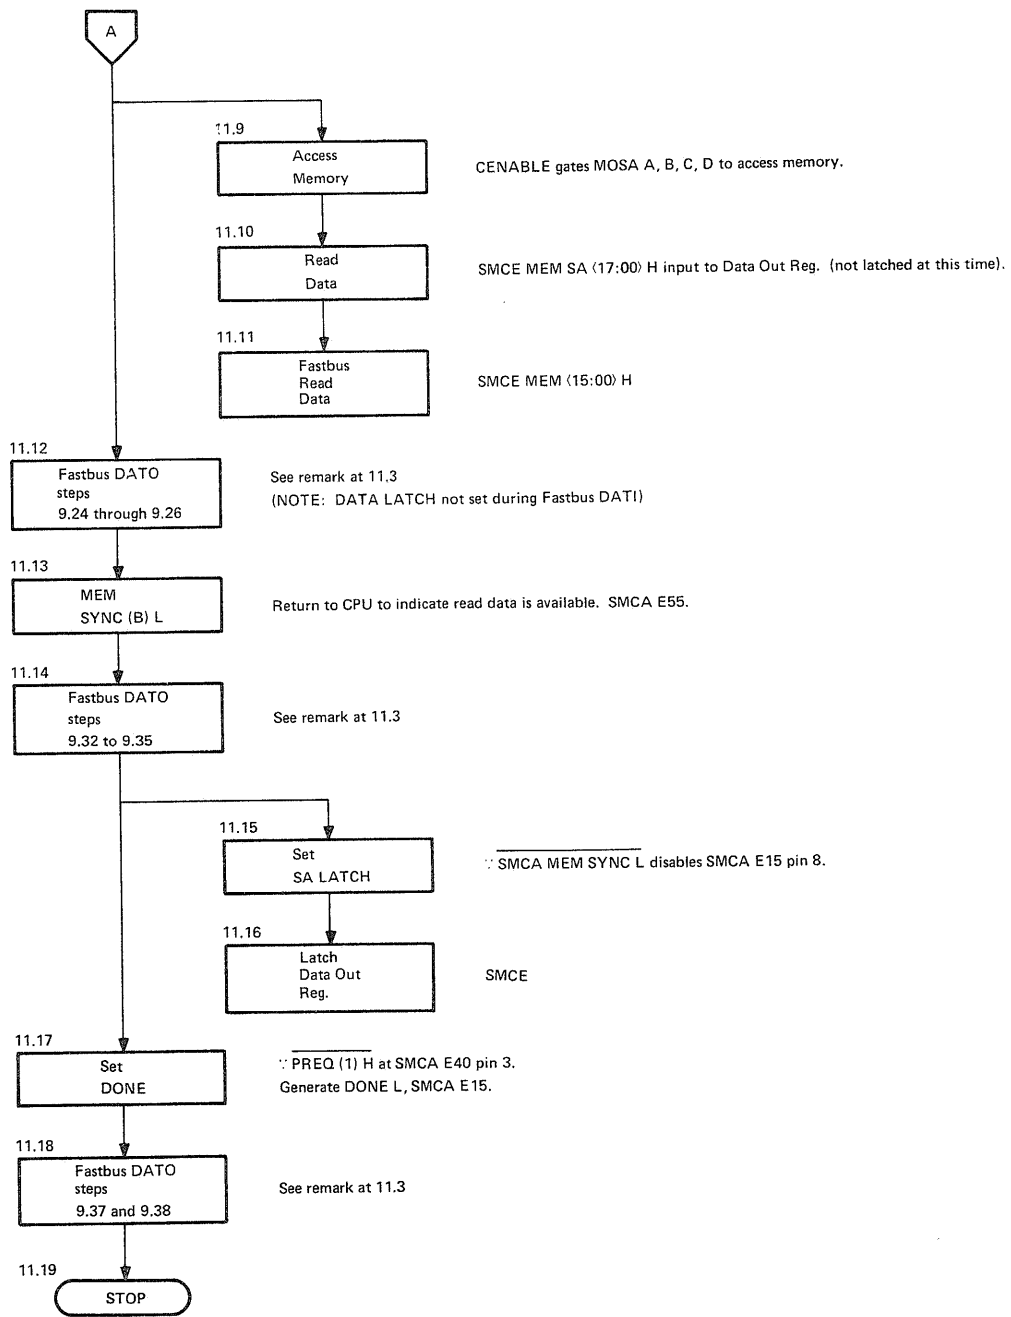 A
11.9
Access
Memory
CENABLE gates MOSA A, B, C, D to access memory.
11.10
Read
Data
SMCE MEM SA ⟨17:00⟩ H input to Data Out Reg. (not latched at this time).
11.11
Fastbus
Read
Data
SMCE MEM ⟨15:00⟩ H
11.12
Fastbus DATO
steps
9.24 through 9.26
See remark at 11.3
(NOTE: DATA LATCH not set during Fastbus DATI)
11.13
MEM
SYNC (B) L
Return to CPU to indicate read data is available. SMCA E55.
11.14
Fastbus DATO
steps
9.32 to 9.35
See remark at 11.3
11.15
Set
SA LATCH
∵ SMCA MEM SYNC L disables SMCA E15 pin 8.
11.16
Latch
Data Out
Reg.
SMCE
11.17
Set
DONE
∵ PREQ (1) H at SMCA E40 pin 3.
Generate DONE L, SMCA E15.
11.18
Fastbus DATO
steps
9.37 and 9.38
See remark at 11.3
11.19
STOP